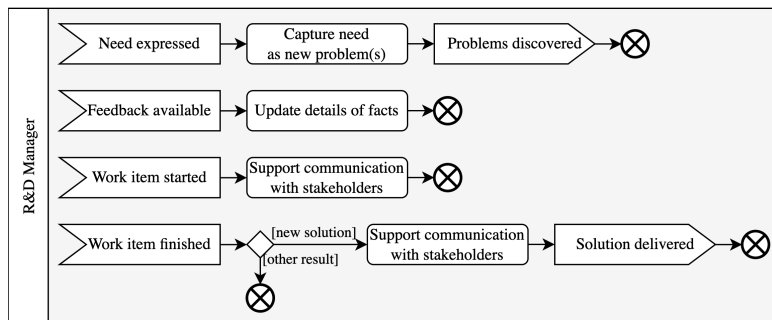 R&D Manager
Need expressed
Capture need
as new problem(s)
Problems discovered
Feedback available
Update details of facts
Work item started
Support communication
with stakeholders
Work item finished
[new solution]
[other result]
Support communication
with stakeholders
Solution delivered